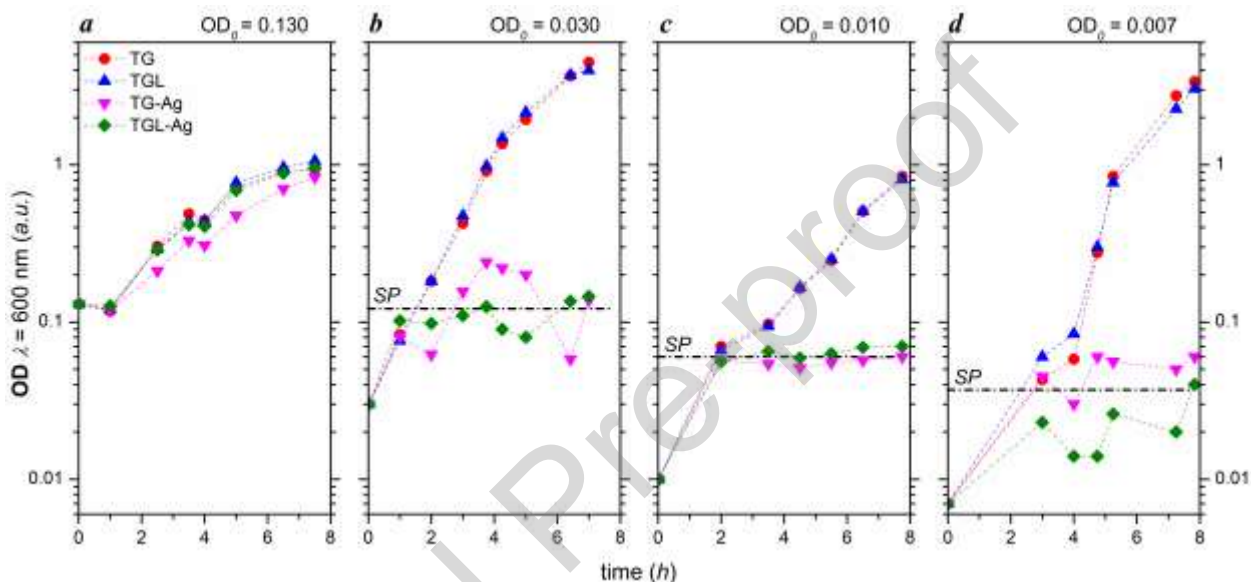 a OD₀ = 0.130
b OD₀ = 0.030
c OD₀ = 0.010
d OD₀ = 0.007
TG
TGL
TG-Ag
TGL-Ag
OD λ = 600 nm (a.u.)
1
0.1
0.01
SP
SP
SP
1
0.1
0.01
0 2 4 6 8
0 2 4 6 8
0 2 4 6 8
0 2 4 6 8
time (h)
l Pre-proof